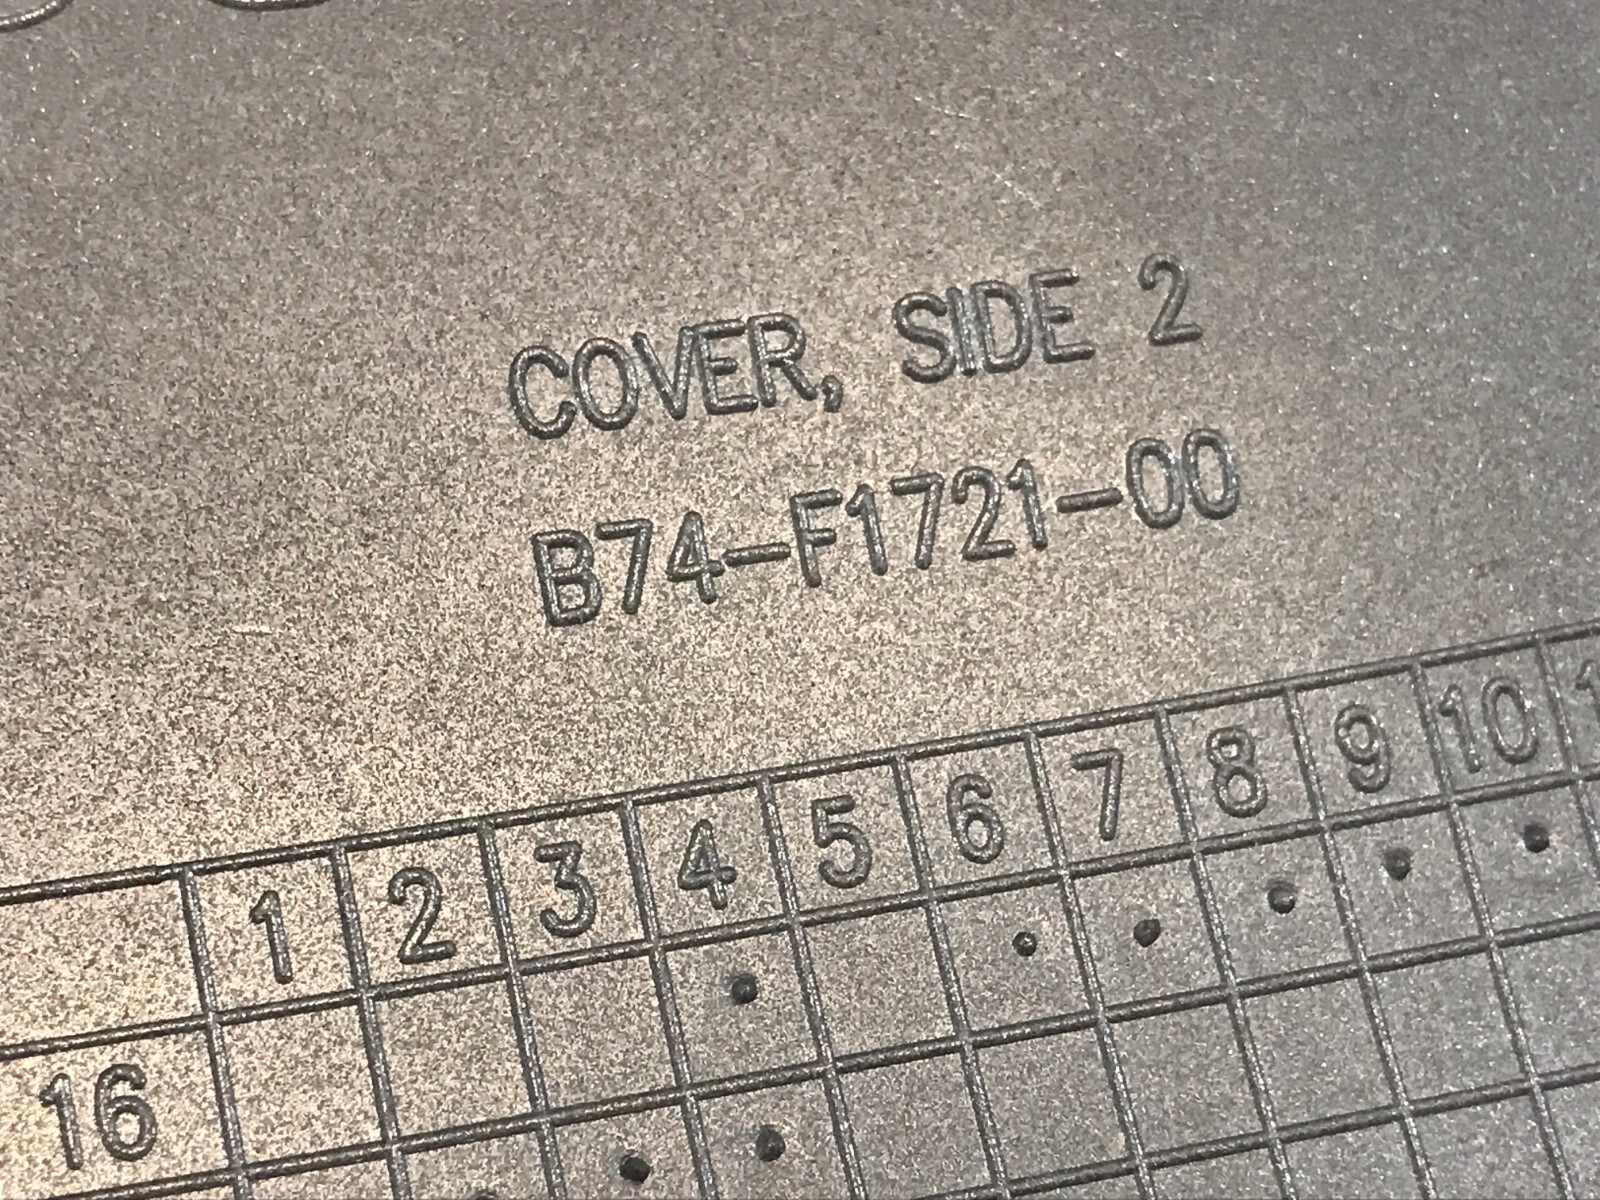 COVER, SIDE 2
B74-F1721-00
1 2 3 4 5 6 7 8 9 10
16